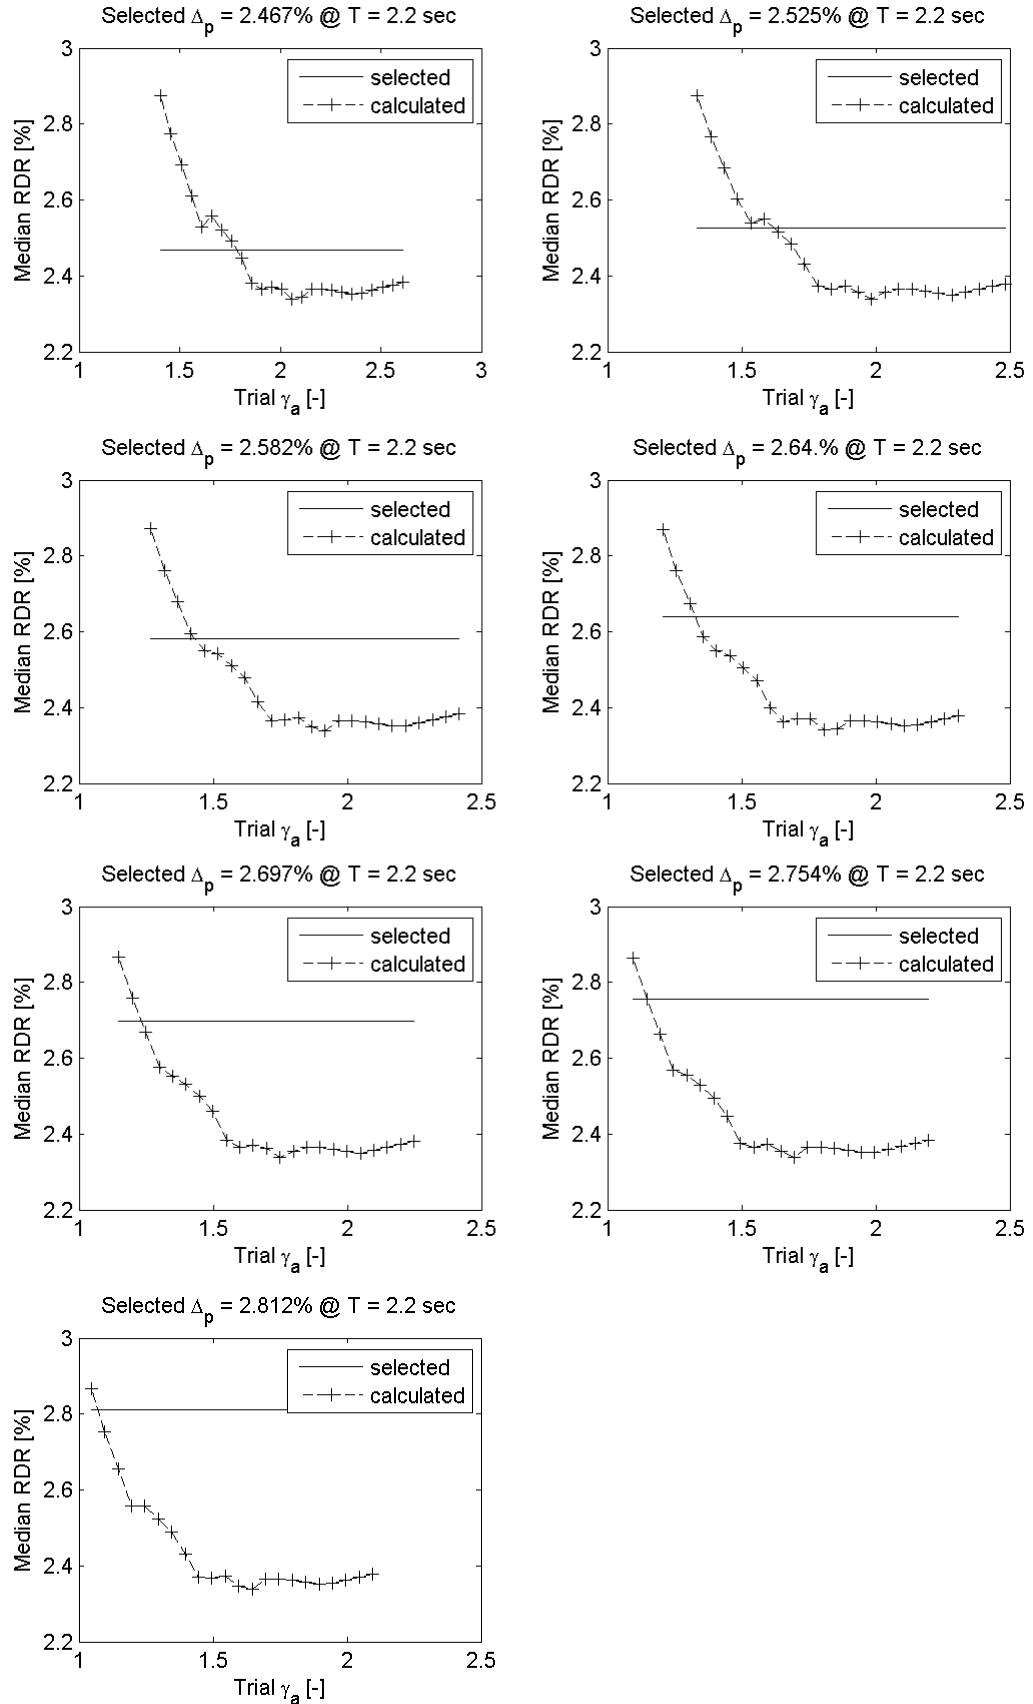 Selected Δp = 2.467% @ T = 2.2 sec
3
2.8
2.6
2.4
2.2
Median RDR [%]
selected
calculated
1 1.5 2 2.5 3
Trial γa [-]
Selected Δp = 2.525% @ T = 2.2 sec
3
2.8
2.6
2.4
2.2
Median RDR [%]
selected
calculated
1 1.5 2 2.5
Trial γa [-]
Selected Δp = 2.582% @ T = 2.2 sec
3
2.8
2.6
2.4
2.2
Median RDR [%]
selected
calculated
1 1.5 2 2.5
Trial γa [-]
Selected Δp = 2.64.% @ T = 2.2 sec
3
2.8
2.6
2.4
2.2
Median RDR [%]
selected
calculated
1 1.5 2 2.5
Trial γa [-]
Selected Δp = 2.697% @ T = 2.2 sec
3
2.8
2.6
2.4
2.2
Median RDR [%]
selected
calculated
1 1.5 2 2.5
Trial γa [-]
Selected Δp = 2.754% @ T = 2.2 sec
3
2.8
2.6
2.4
2.2
Median RDR [%]
selected
calculated
1 1.5 2 2.5
Trial γa [-]
Selected Δp = 2.812% @ T = 2.2 sec
3
2.8
2.6
2.4
2.2
Median RDR [%]
selected
calculated
1 1.5 2 2.5
Trial γa [-]